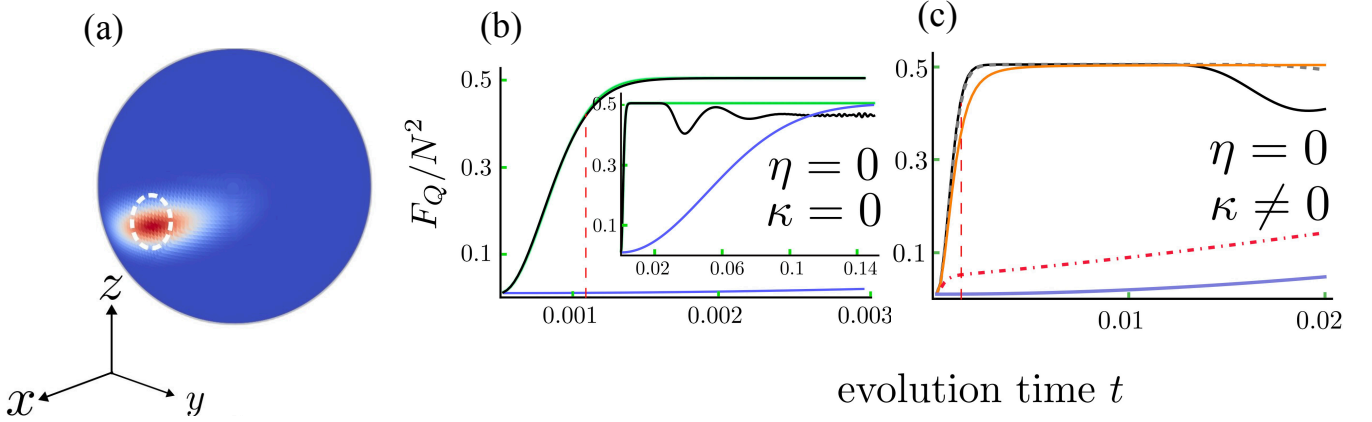 (a)
z
x
y
(b)
F_Q/N^2
0.5
0.3
0.1
0.001
0.002
0.003
0.5
0.3
0.1
0.02
0.06
0.1
0.14
η = 0
κ = 0
(c)
0.5
0.3
0.1
0.01
0.02
η = 0
κ ≠ 0
evolution time t